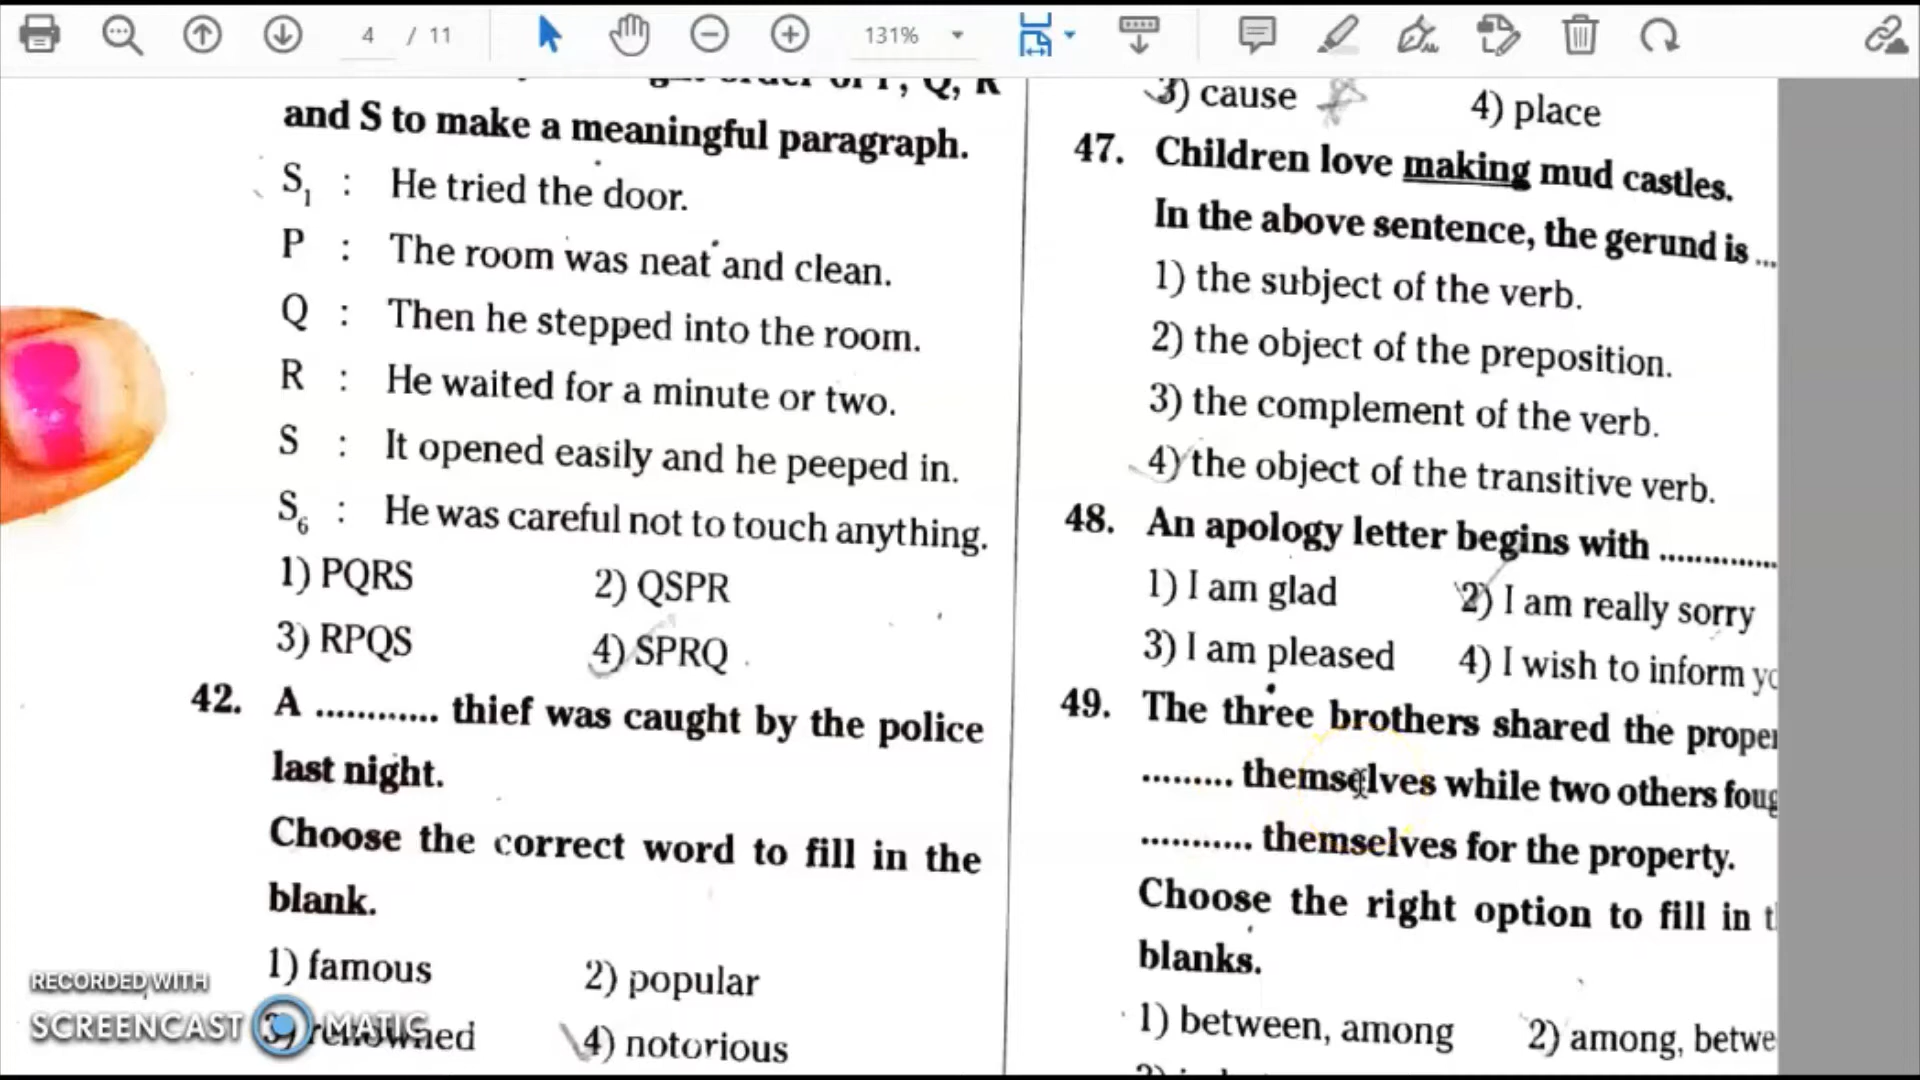 4 / 11
131%
and S to make a meaningful paragraph.
S1 : He tried the door.
P : The room was neat and clean.
Q : Then he stepped into the room.
R : He waited for a minute or two.
S : It opened easily and he peeped in.
S6 : He was careful not to touch anything.
1) PQRS 2) QSPR
3) RPQS 4) SPRQ
42. A ............ thief was caught by the police
last night.
Choose the correct word to fill in the
blank.
1) famous 2) popular
3) renowned 4) notorious
3) cause 4) place
47. Children love making mud castles.
In the above sentence, the gerund is ...
1) the subject of the verb.
2) the object of the preposition.
3) the complement of the verb.
4) the object of the transitive verb.
48. An apology letter begins with .............
1) I am glad 2) I am really sorry
3) I am pleased 4) I wish to inform
49. The three brothers shared the
......... themselves while two others
........... themselves for the property.
Choose the right option to fill in
blanks.
1) between, among 2) among,
RECORDED WITH
SCREENCAST MATIC